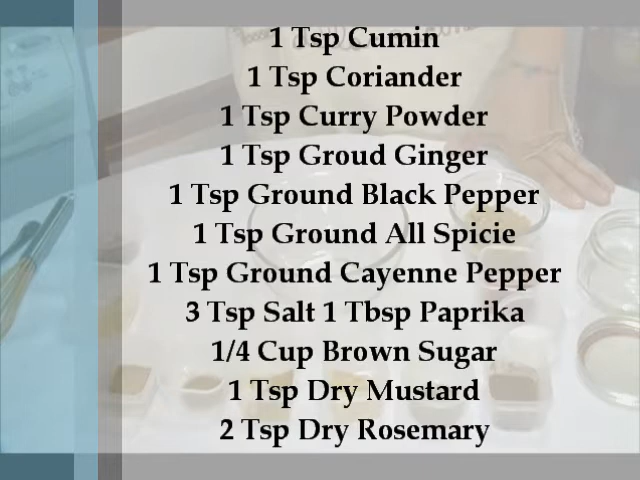 1 Tsp Cumin
1 Tsp Coriander
1 Tsp Curry Powder
1 Tsp Groud Ginger
1 Tsp Ground Black Pepper
1 Tsp Ground All Spicie
1 Tsp Ground Cayenne Pepper
3 Tsp Salt 1 Tbsp Paprika
1/4 Cup Brown Sugar
1 Tsp Dry Mustard
2 Tsp Dry Rosemary